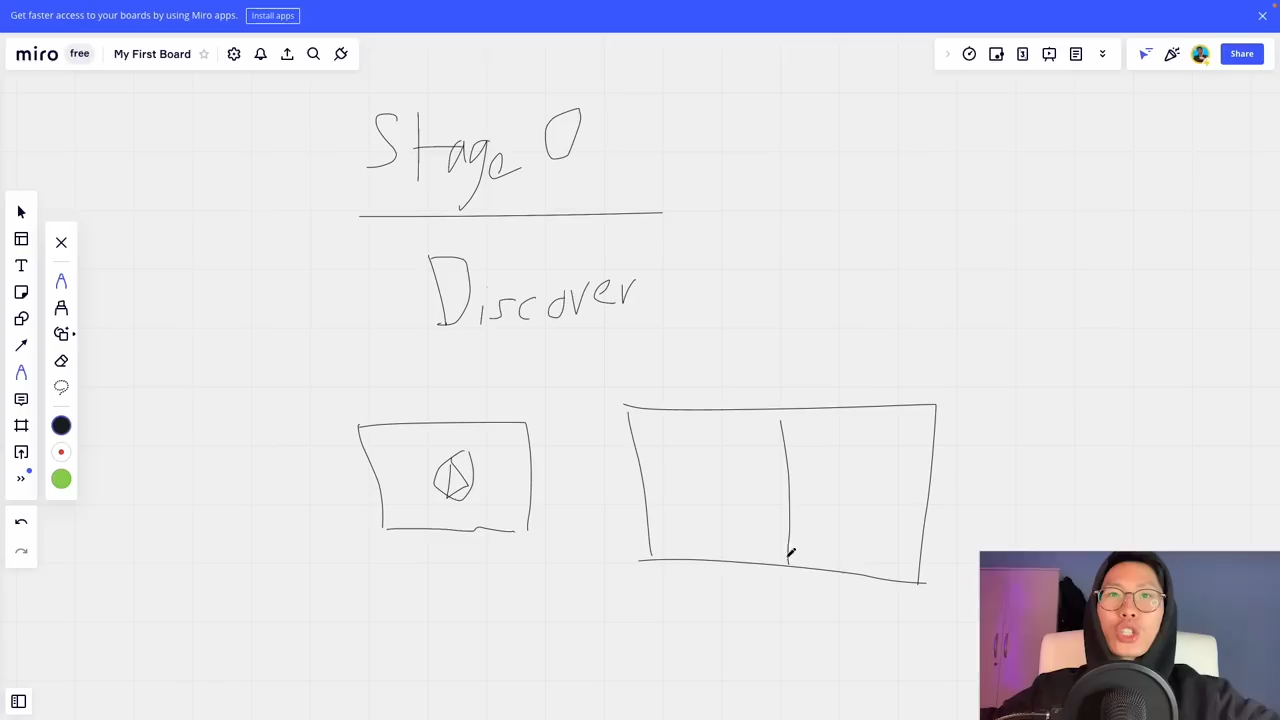 Get faster access to your boards by using Miro apps. Install apps
miro free My First Board
3
Share
T
Stage 0
Discover